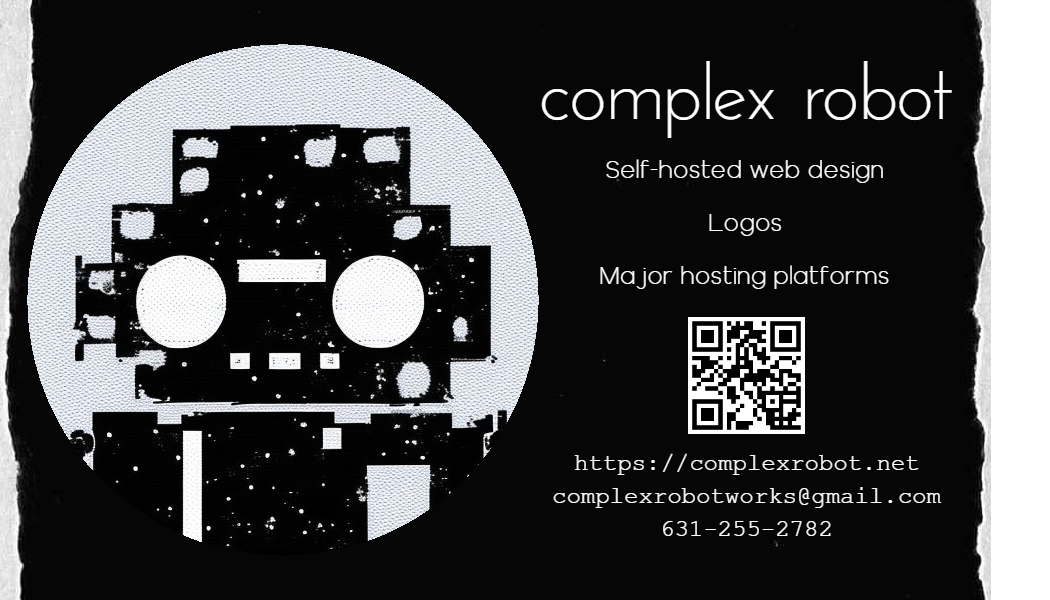 complex robot
Self-hosted web design
Logos
Major hosting platforms
https://complexrobot.net
complexrobotworks@gmail.com
631-255-2782